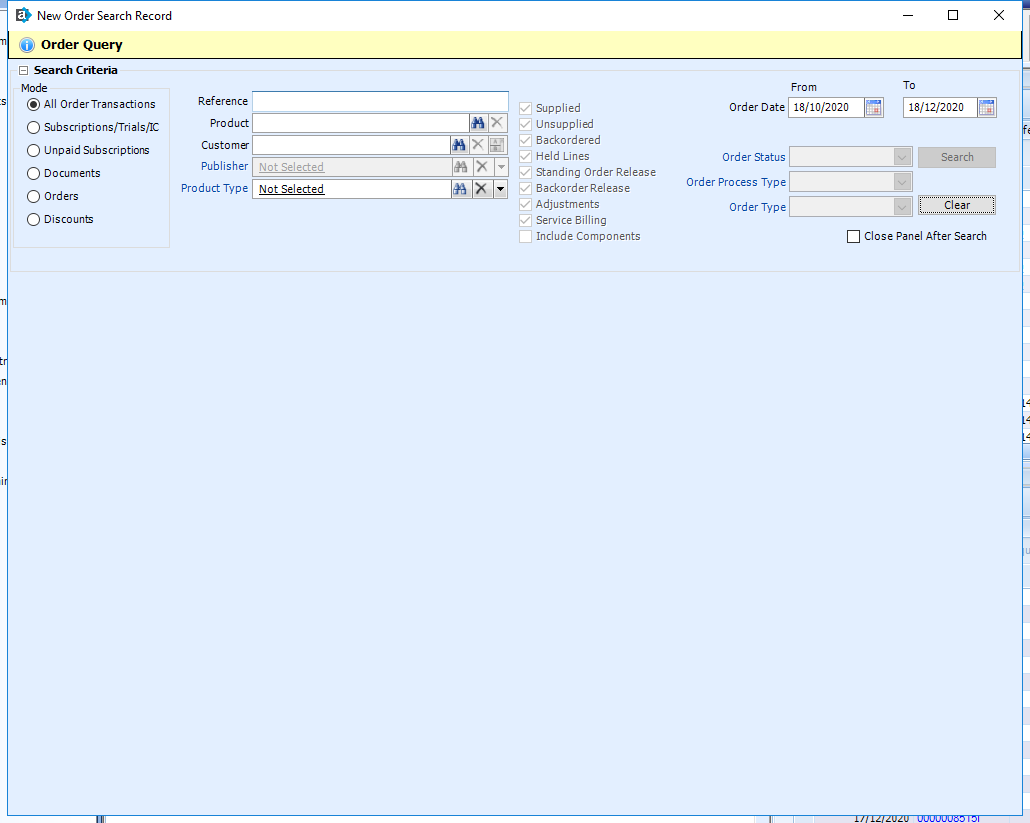 New Order Search Record
Order Query
Search Criteria
Mode
All Order Transactions
Subscriptions/Trials/IC
Unpaid Subscriptions
Documents
Orders
Discounts
Reference
Product
Customer
Publisher Not Selected
Product Type Not Selected
Supplied
Unsupplied
Backordered
Held Lines
Standing Order Release
Backorder Release
Adjustments
Service Billing
Include Components
From To
Order Date 18/10/2020 18/12/2020
Order Status Search
Order Process Type
Order Type Clear
Close Panel After Search
17/12/2020